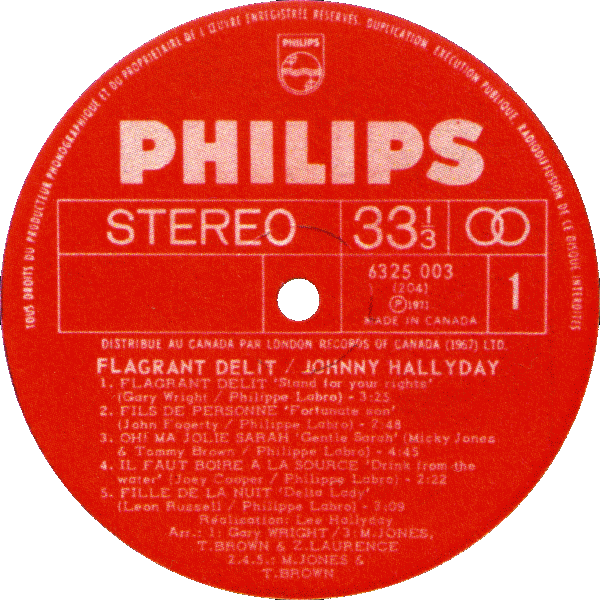 TOUS DROITS DU PRODUCTEUR PHONOGRAPHIQUE ET DU PROPRIETAIRE DE L'ŒUVRE ENREGISTREE RESERVES. DUPLICATION. EXECUTION PUBLIQUE. RADIODIFFUSION DE CE DISQUE INTERDITES
PHILIPS
PHILIPS
STEREO 33 1/3
6325 003
(204)
Ⓟ1971
MADE IN CANADA
1
DISTRIBUE AU CANADA PAR LONDON RECORDS OF CANADA (1967) LTD.
FLAGRANT DELIT / JOHNNY HALLYDAY
1. FLAGRANT DELIT 'Stand for your rights'
(Gary Wright / Philippe Labro) - 3:25
2. FILS DE PERSONNE 'Fortunate son'
(John Fogerty / Philippe Labro) - 2:48
3. OH! MA JOLIE SARAH 'Gentle Sarah' (Micky Jones
& Tommy Brown / Philippe Labro) - 4:45
4. IL FAUT BOIRE A LA SOURCE 'Drink from the
water' (Joey Cooper / Philippe Labro) - 2:22
5. FILLE DE LA NUIT 'Delta Lady'
(Leon Russell / Philippe Labro) - 3:09
Réalisation: Lee Hallyday
Arr.: 1: Gary WRIGHT /3: M.JONES,
T.BROWN & Z.LAURENCE
2.4.5.: M.JONES &
T.BROWN